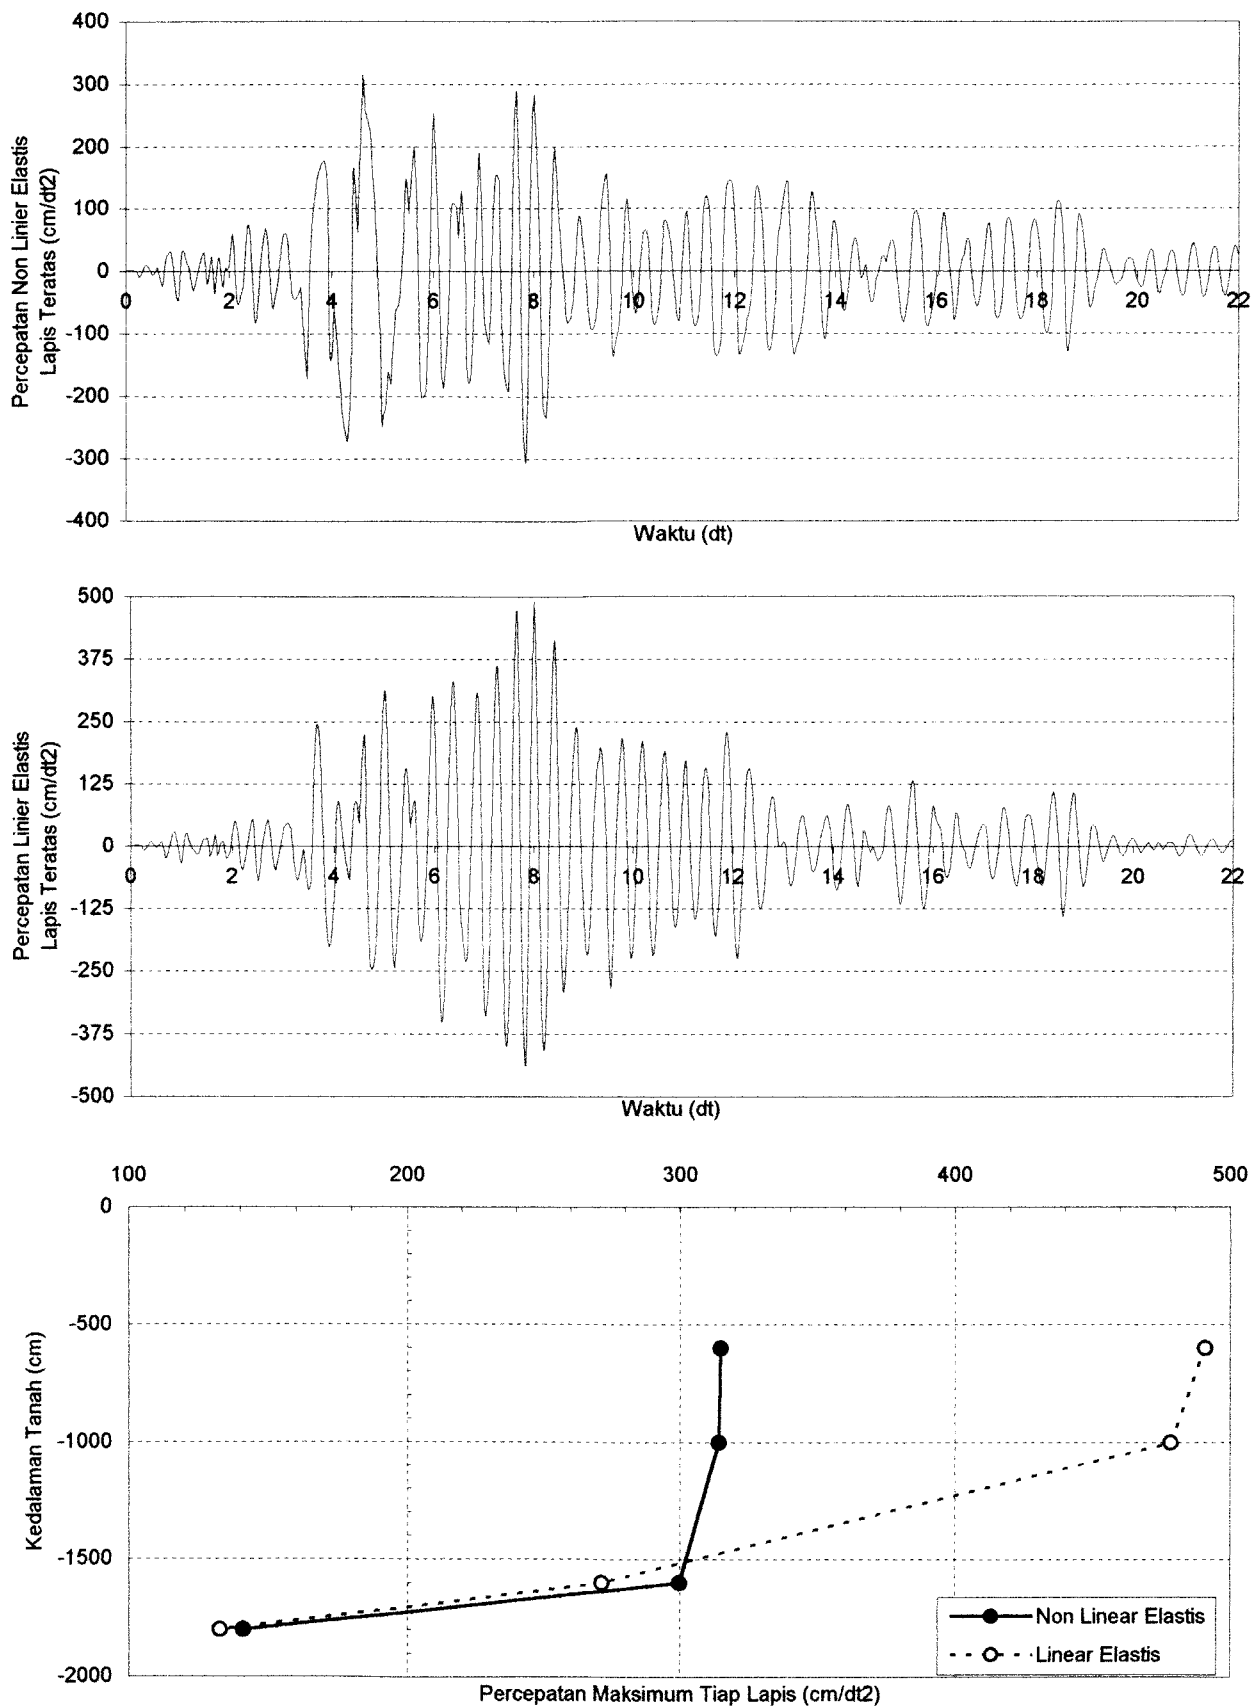 400
300
200
100
0
-100
-200
-300
-400
Percepatan Non Linier Elastis
Lapis Teratas (cm/dt2)
0 2 4 6 8 10 12 14 16 18 20 22
Waktu (dt)
500
375
250
125
0
-125
-250
-375
-500
Percepatan Linier Elastis
Lapis Teratas (cm/dt2)
0 2 4 6 8 10 12 14 16 18 20 22
Waktu (dt)
100 200 300 400 500
0
-500
-1000
-1500
-2000
Kedalaman Tanah (cm)
Non Linear Elastis
Linear Elastis
Percepatan Maksimum Tiap Lapis (cm/dt2)